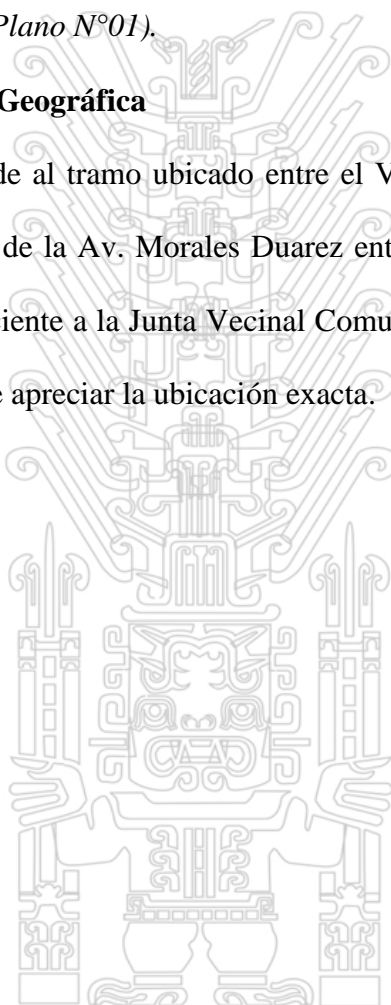 Plano N°01).
Geográfica
de al tramo ubicado entre el V
de la Av. Morales Duarez ent
ciente a la Junta Vecinal Comu
e apreciar la ubicación exacta.